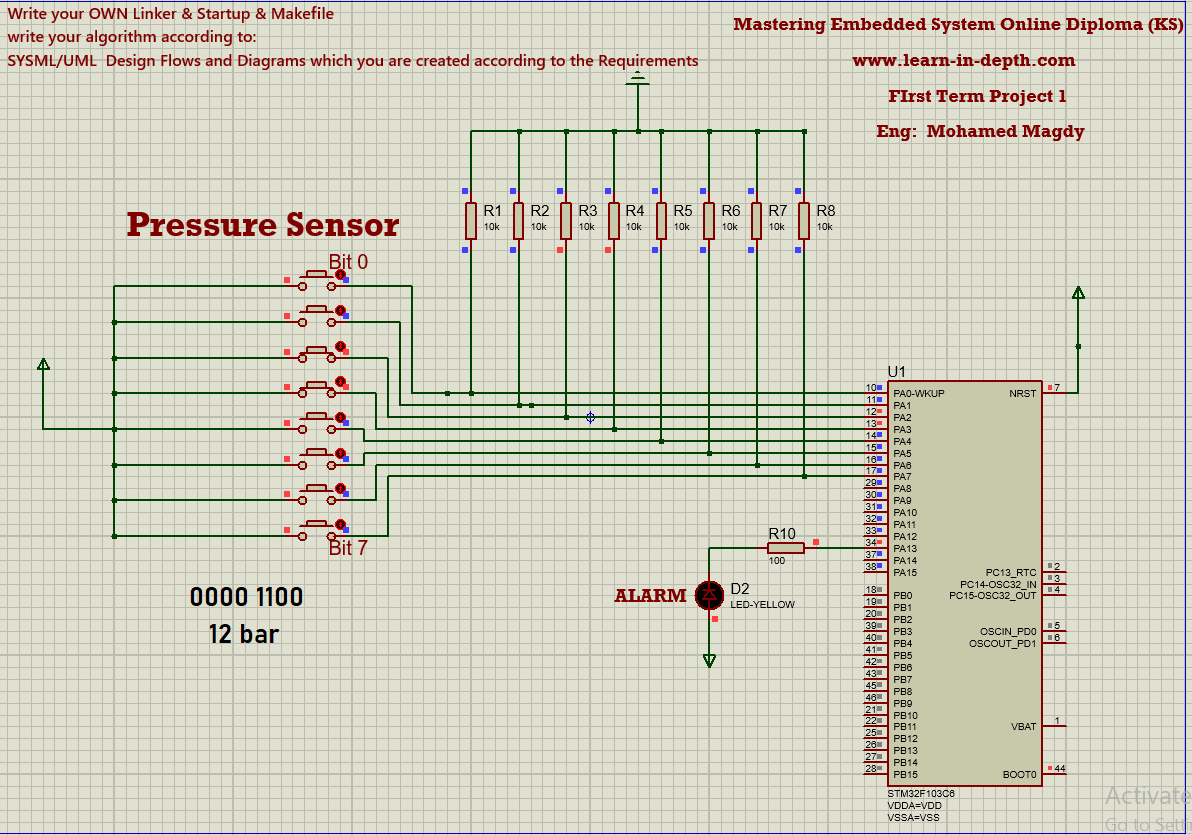 Write your OWN Linker & Startup & Makefile
write your algorithm according to:
SYSML/UML Design Flows and Diagrams which you are created according to the Requirements
Mastering Embedded System Online Diploma (KS)
www.learn-in-depth.com
FIrst Term Project 1
Eng: Mohamed Magdy
R1
10k
R2
10k
R3
10k
R4
10k
R5
10k
R6
10k
R7
10k
R8
10k
Pressure Sensor
Bit 0
Bit 7
0000 1100
12 bar
R10
100
ALARM
D2
LED-YELLOW
U1
10 PA0-WKUP
11 PA1
12 PA2
13 PA3
14 PA4
15 PA5
16 PA6
17 PA7
29 PA8
30 PA9
31 PA10
32 PA11
33 PA12
34 PA13
37 PA14
38 PA15
18 PB0
19 PB1
20 PB2
39 PB3
40 PB4
41 PB5
42 PB6
43 PB7
45 PB8
46 PB9
21 PB10
22 PB11
25 PB12
26 PB13
27 PB14
28 PB15
NRST 7
PC13_RTC 2
PC14-OSC32_IN 3
PC15-OSC32_OUT 4
OSCIN_PD0 5
OSCOUT_PD1 6
VBAT 1
BOOT0 44
STM32F103C6
VDDA=VDD
VSSA=VSS
Activate
Go to Setti